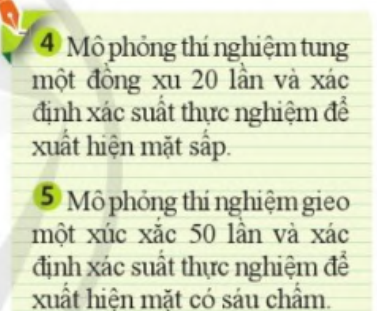 4 Mô phỏng thí nghiệm tung
một đồng xu 20 lần và xác
định xác suất thực nghiệm để
xuất hiện mặt sấp.
5 Mô phỏng thí nghiệm gieo
một xúc xắc 50 lần và xác
định xác suất thực nghiệm để
xuất hiện mặt có sáu chấm.